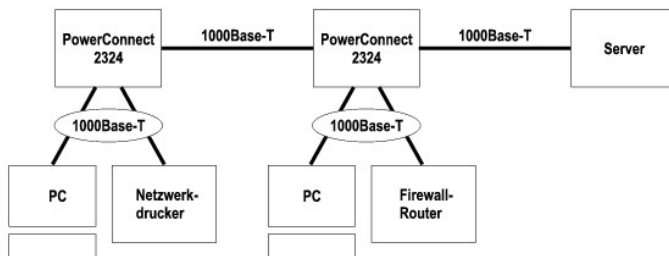 PowerConnect
2324
1000Base-T
PowerConnect
2324
1000Base-T
Server
1000Base-T
1000Base-T
PC
Netzwerk-
drucker
PC
Firewall-
Router